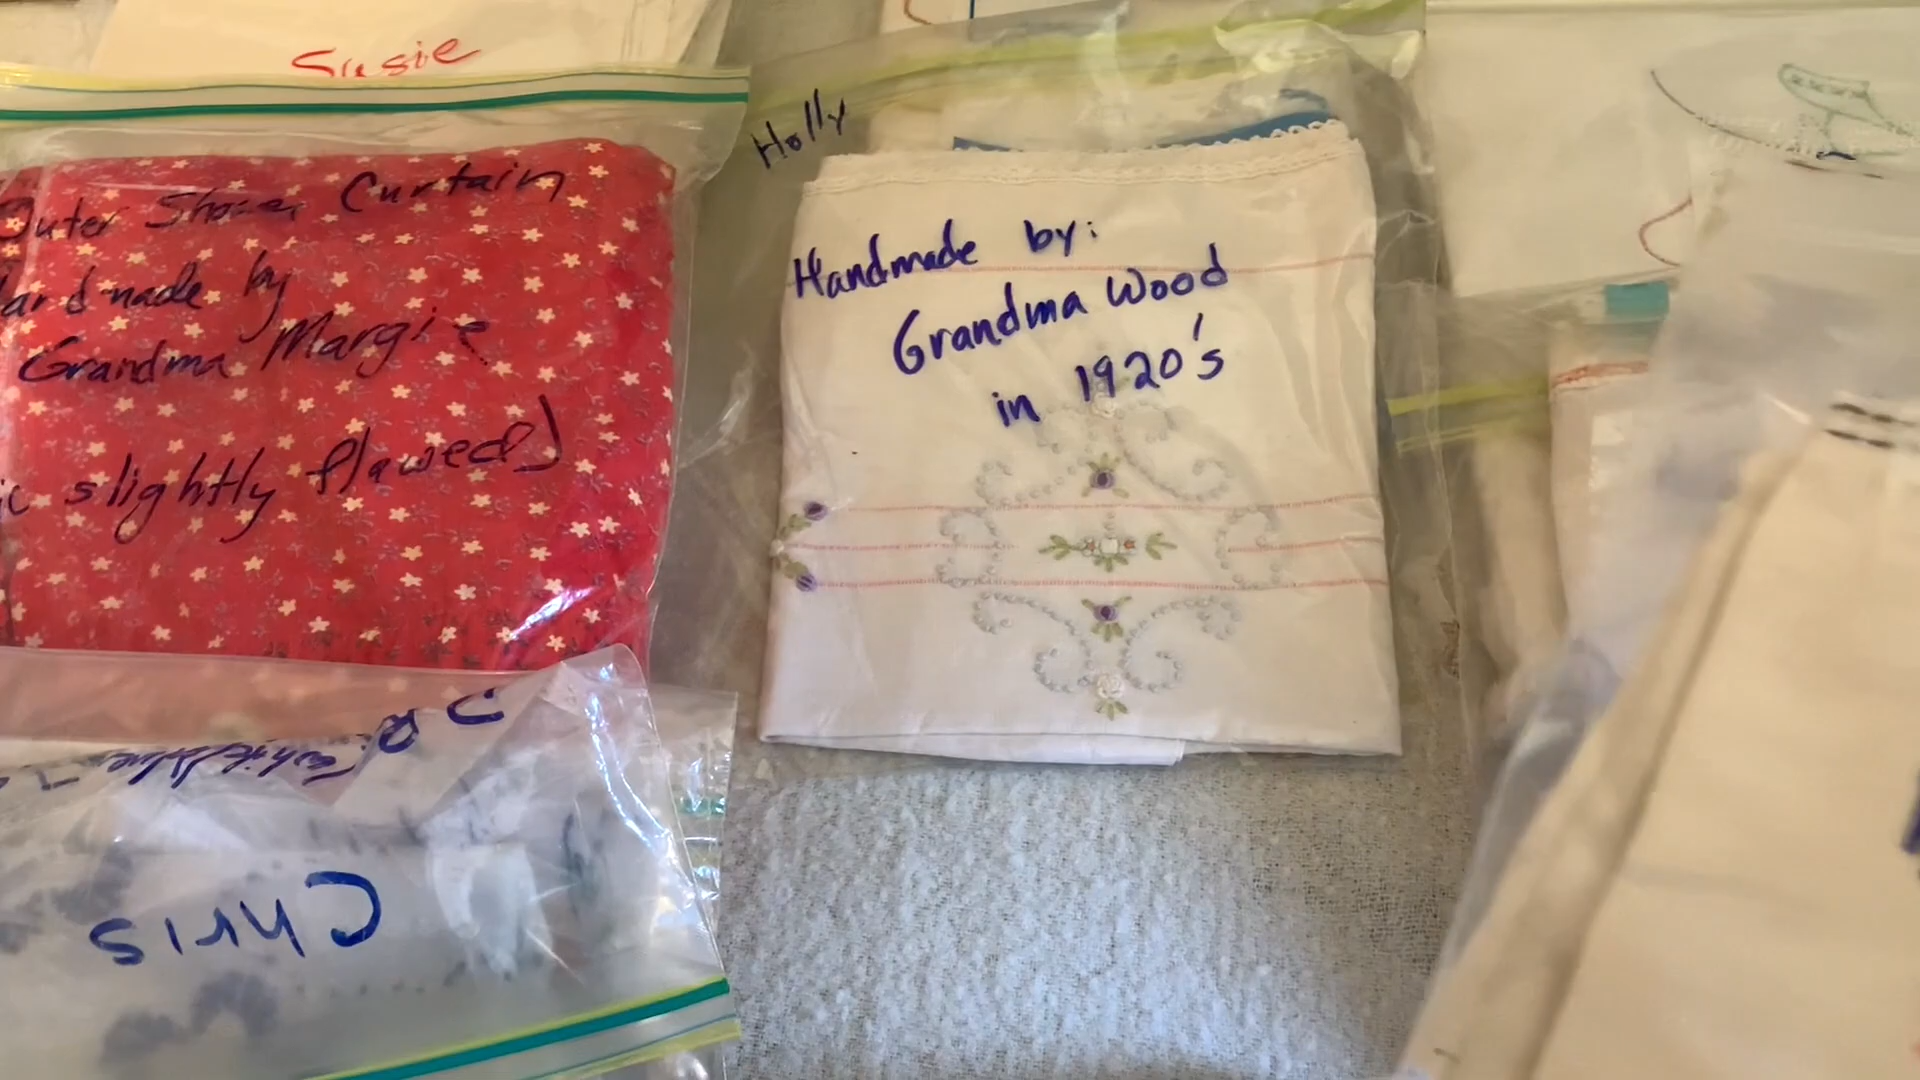 Susie
Outer Shower Curtain
Handmade by
Grandma Margie
slightly flawed)
Holly
Handmade by:
Grandma Wood
in 1920's
Chris